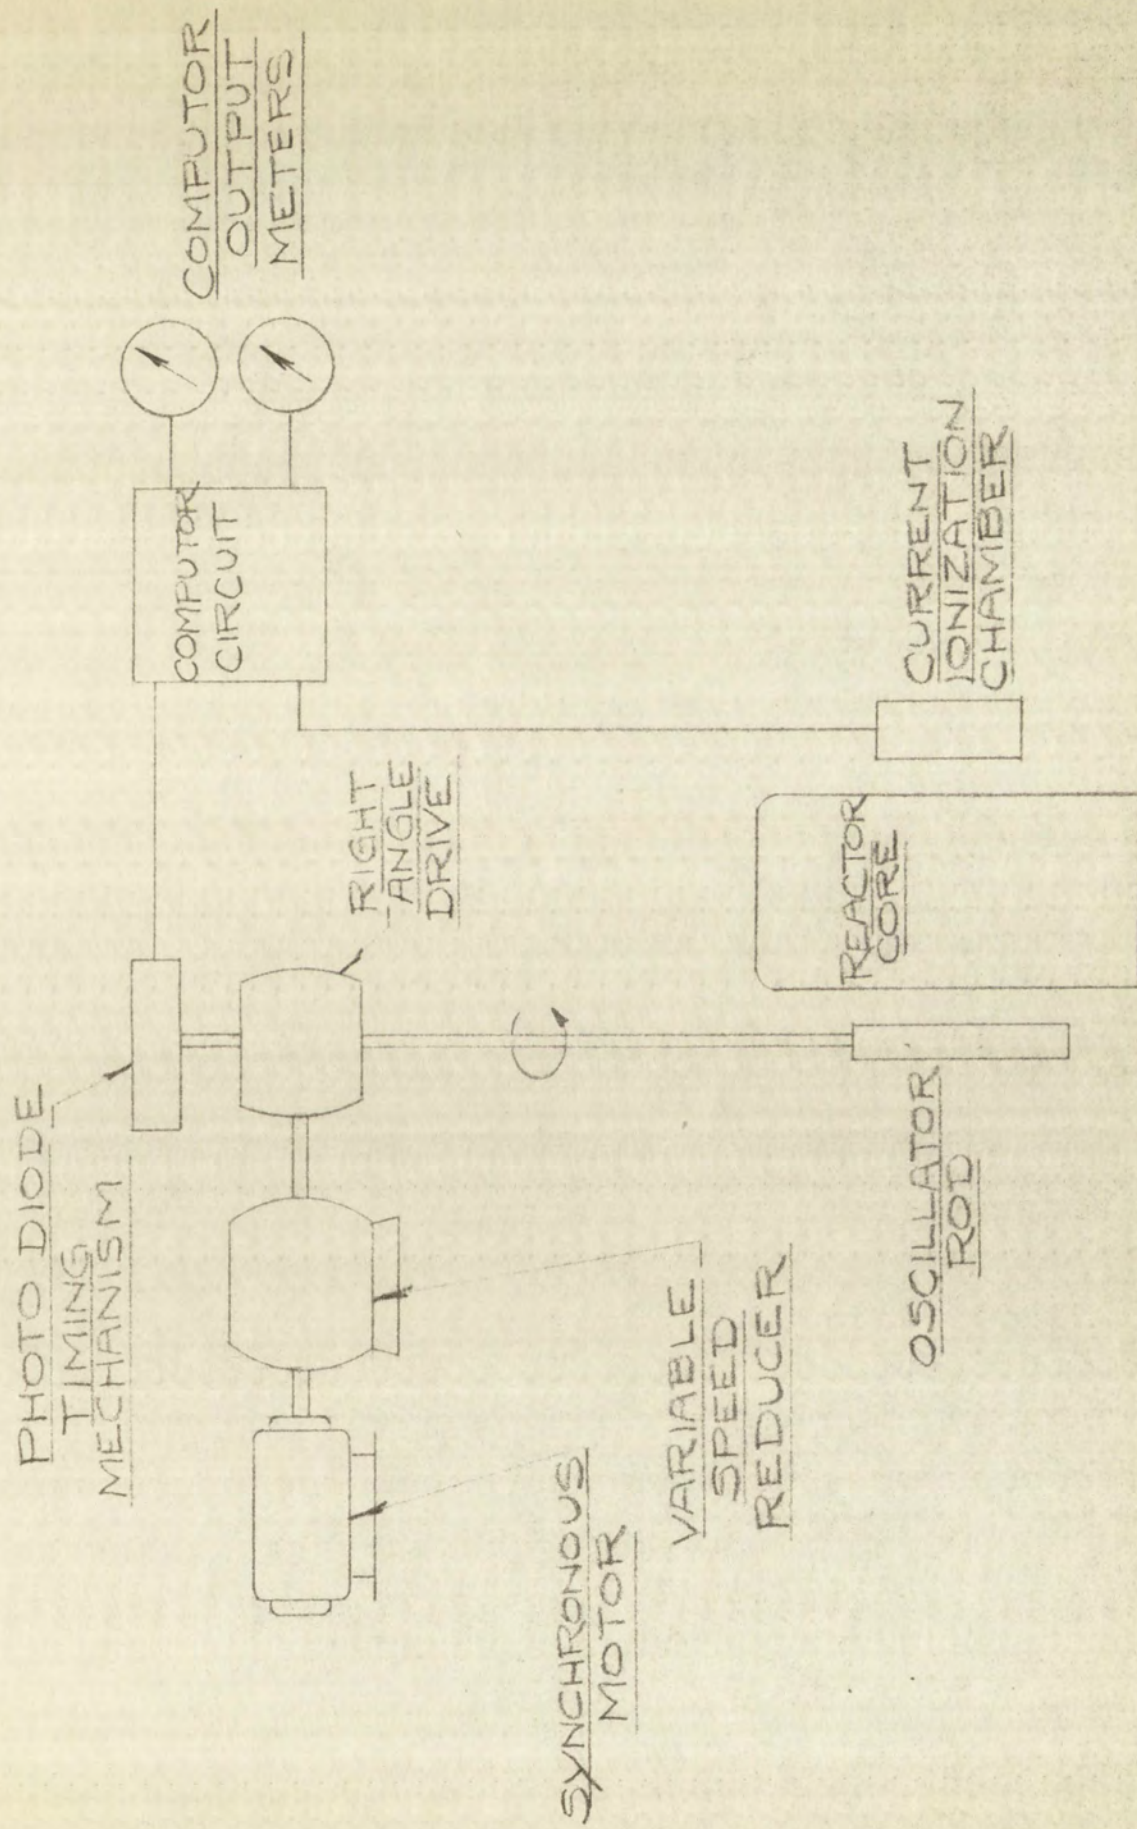 PHOTO DIODE
TIMING
MECHANISM
COMPUTOR
OUTPUT
METERS
COMPUTOR
CIRCUIT
RIGHT
ANGLE
DRIVE
SYNCHRONOUS
MOTOR
VARIABLE
SPEED
REDUCER
OSCILLATOR
ROD
REACTOR
CORE
CURRENT
IONIZATION
CHAMBER